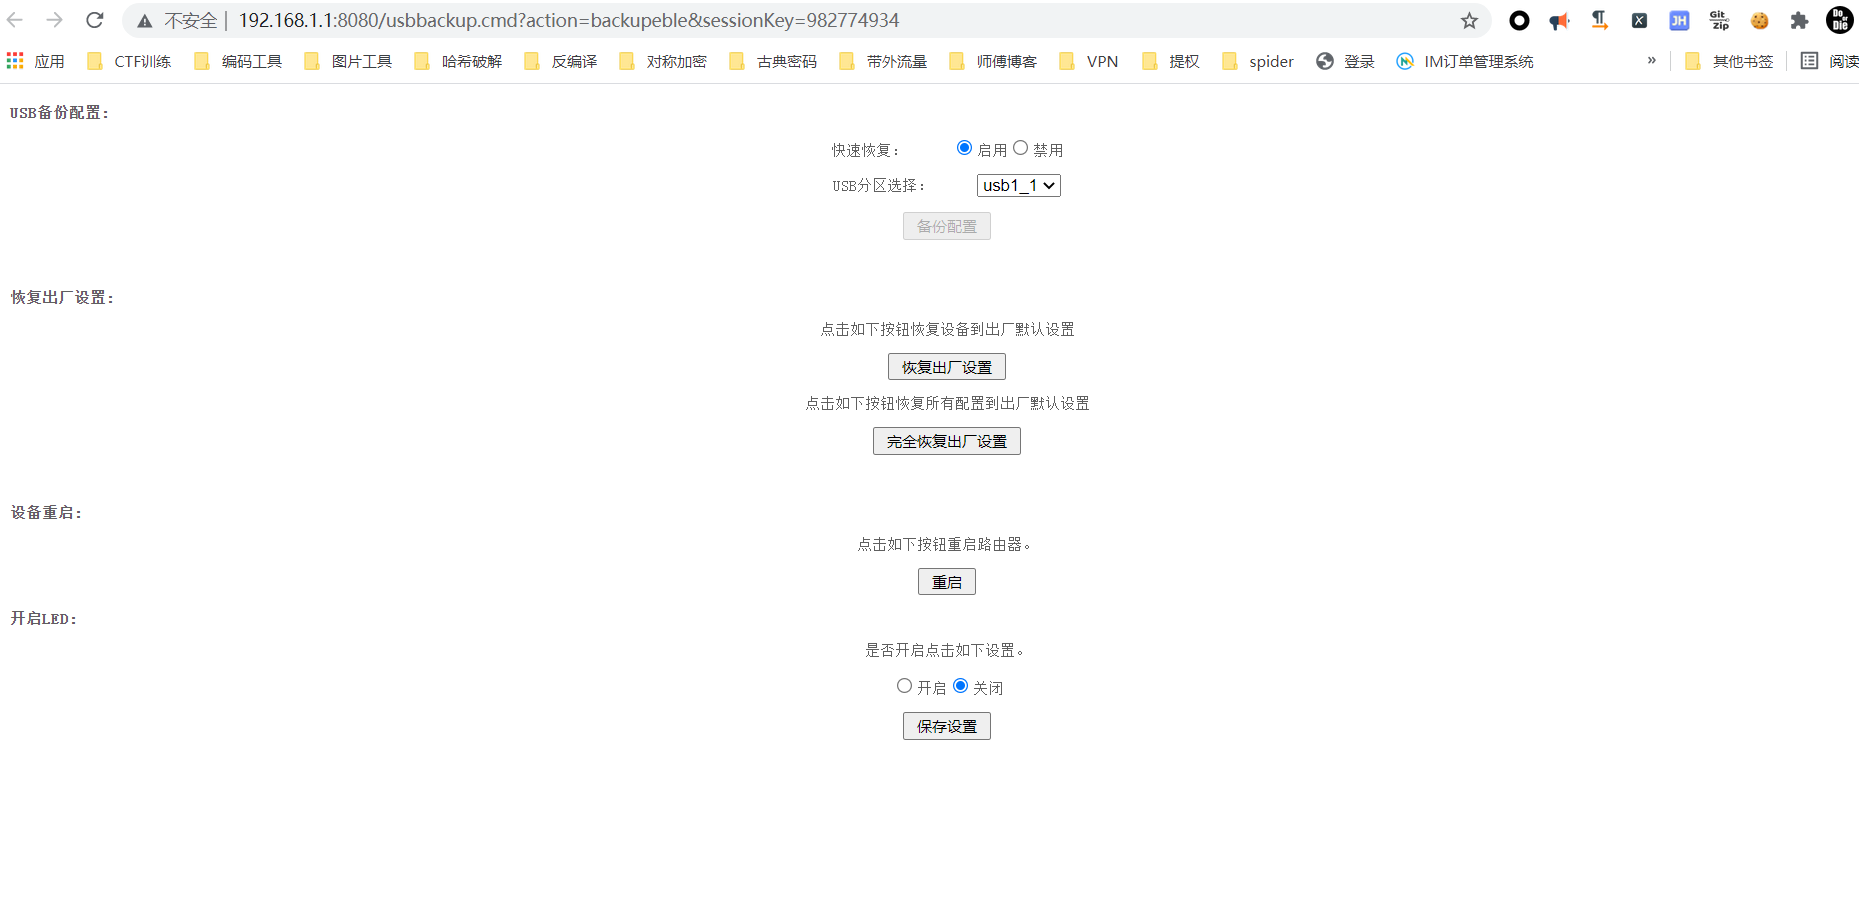 不安全 | 192.168.1.1:8080/usbbackup.cmd?action=backupeble&sessionKey=982774934
JH
Git Zip
Do or Die
应用 CTF训练 编码工具 图片工具 哈希破解 反编译 对称加密 古典密码 带外流量 师傅博客 VPN 提权 spider 登录 IM订单管理系统 » 其他书签 阅读
USB备份配置：
快速恢复： 启用 禁用
USB分区选择： usb1_1
备份配置
恢复出厂设置：
点击如下按钮恢复设备到出厂默认设置
恢复出厂设置
点击如下按钮恢复所有配置到出厂默认设置
完全恢复出厂设置
设备重启：
点击如下按钮重启路由器。
重启
开启LED：
是否开启点击如下设置。
开启 关闭
保存设置